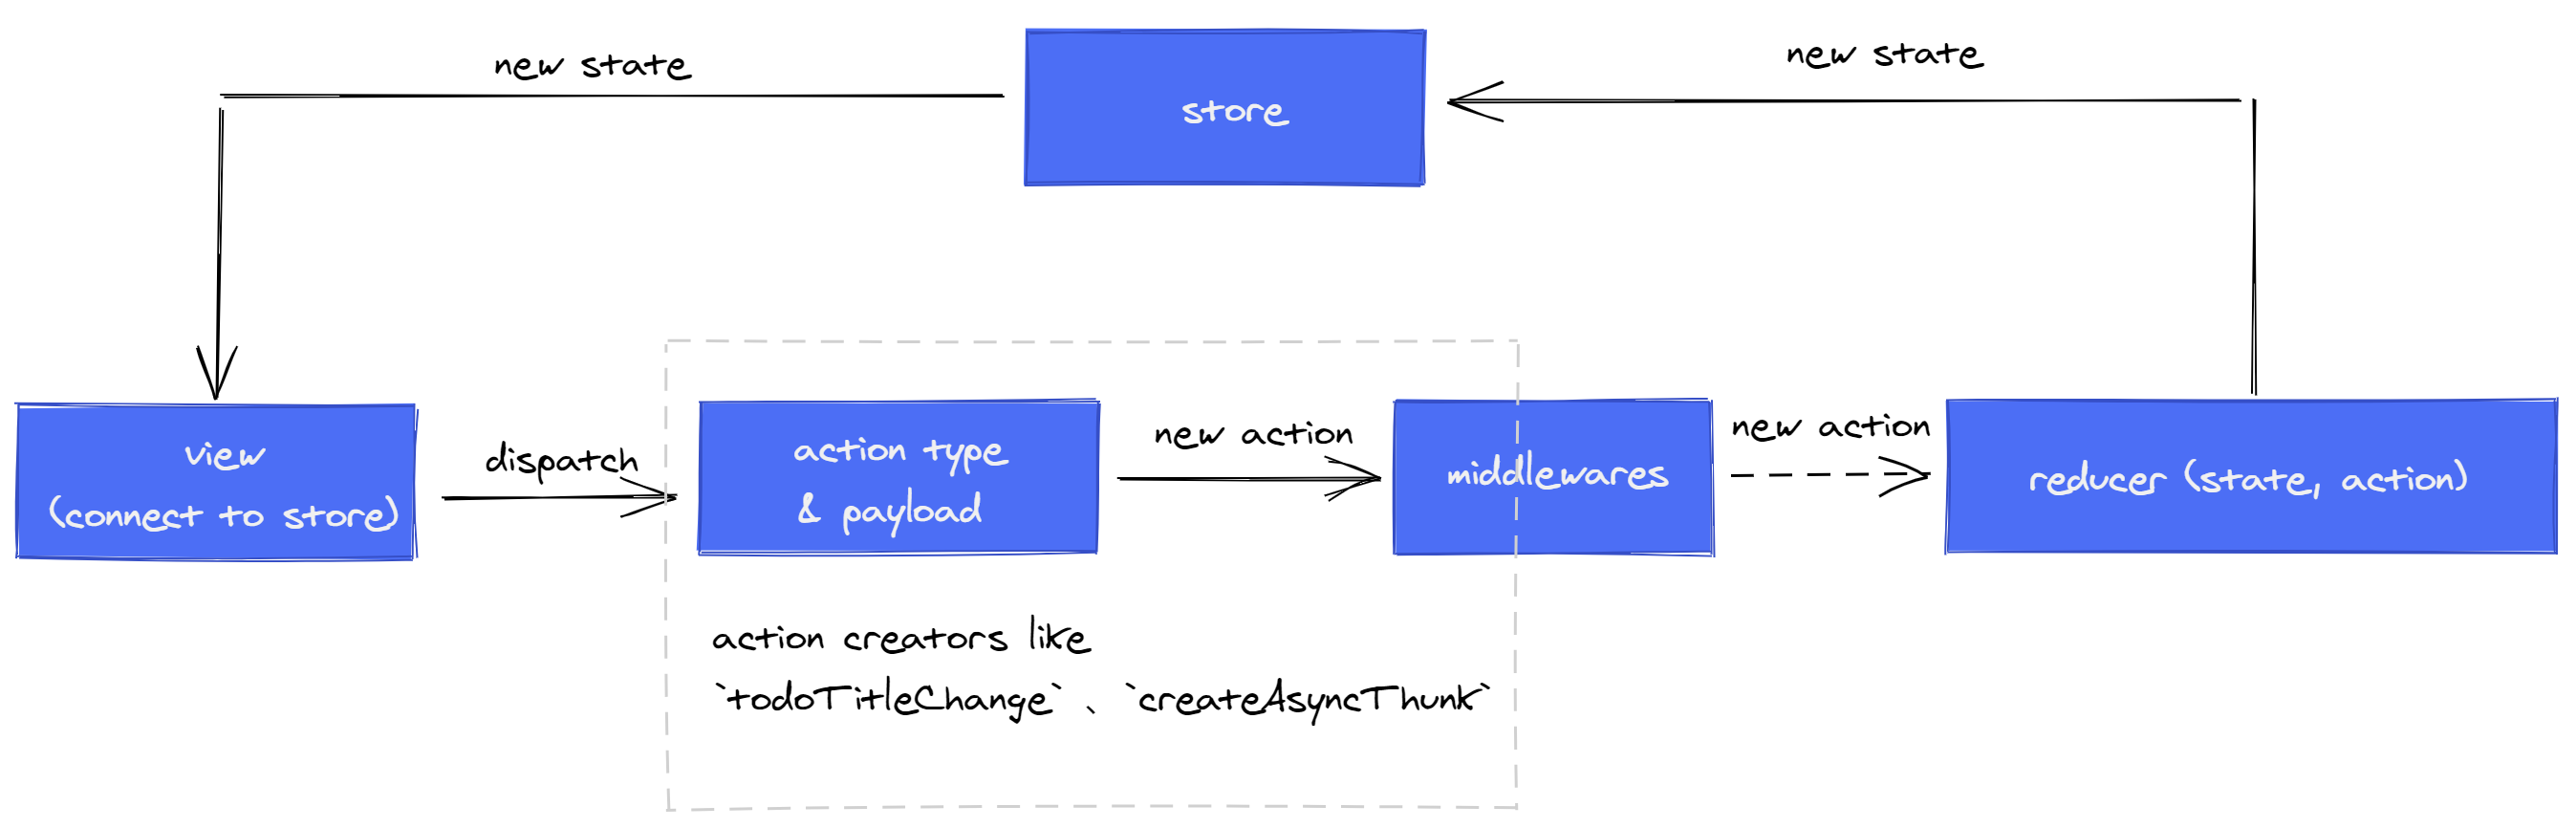 new state
store
new state
view
(connect to store)
dispatch
action type
& payload
new action
middlewares
new action
reducer (state, action)
action creators like
`todoTitleChange` 、 `createAsyncThunk`